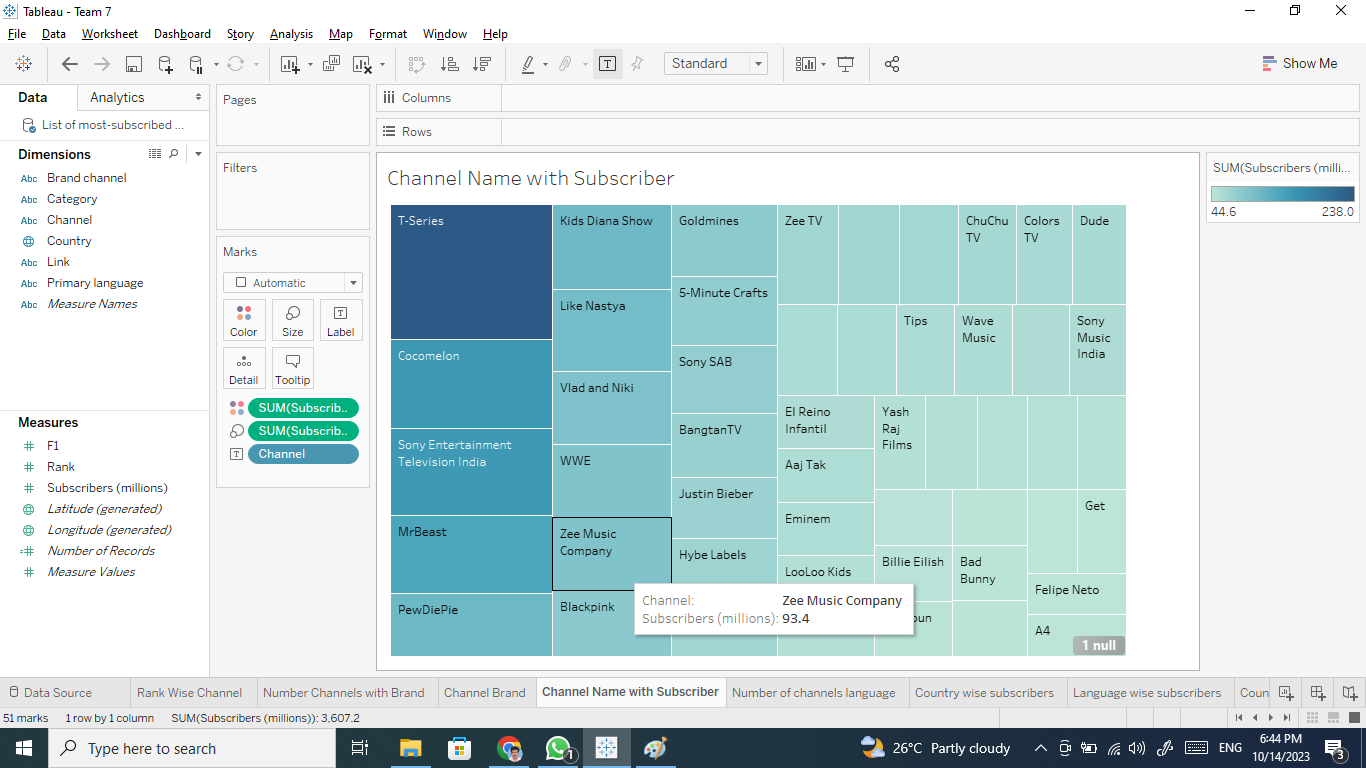 Tableau - Team 7
File Data Worksheet Dashboard Story Analysis Map Format Window Help
Standard
Show Me
Data Analytics
List of most-subscribed ...
Dimensions
Abc Brand channel
Abc Category
Abc Channel
Country
Abc Link
Abc Primary language
Abc Measure Names
Measures
F1
Rank
Subscribers (millions)
Latitude (generated)
Longitude (generated)
Number of Records
Measure Values
Pages
Filters
Marks
Automatic
Color Size Label
Detail Tooltip
SUM(Subscrib..
SUM(Subscrib..
Channel
Columns
Rows
Channel Name with Subscriber
T-Series
Cocomelon
Sony Entertainment
Television India
MrBeast
PewDiePie
Kids Diana Show
Like Nastya
Vlad and Niki
WWE
Zee Music
Company
Blackpink
Goldmines
5-Minute Crafts
Sony SAB
BangtanTV
Justin Bieber
Hybe Labels
Zee TV
ChuChu
TV
Colors
TV
Dude
Tips
Wave
Music
Sony
Music
India
El Reino
Infantil
Aaj Tak
Eminem
LooLoo Kids
Yash
Raj
Films
Billie Eilish
Bad
Bunny
Get
Felipe Neto
A4
oun
Channel: Zee Music Company
Subscribers (millions): 93.4
1 null
SUM(Subscribers (milli...
44.6 238.0
Data Source Rank Wise Channel Number Channels with Brand Channel Brand Channel Name with Subscriber Number of channels language Country wise subscribers Language wise subscribers Coun
51 marks 1 row by 1 column SUM(Subscribers (millions)): 3,607.2
Type here to search
1
26°C Partly cloudy
ENG
6:44 PM
10/14/2023
3